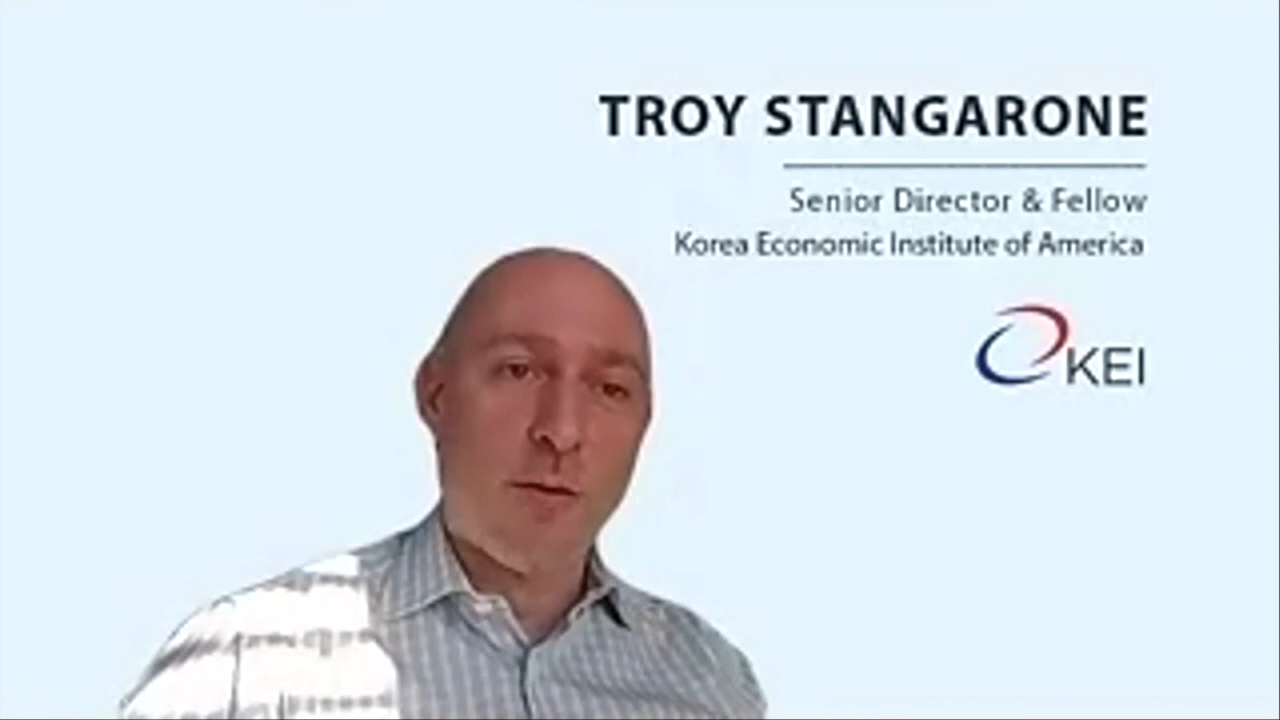 TROY STANGARONE
Senior Director & Fellow
Korea Economic Institute of America
KEI